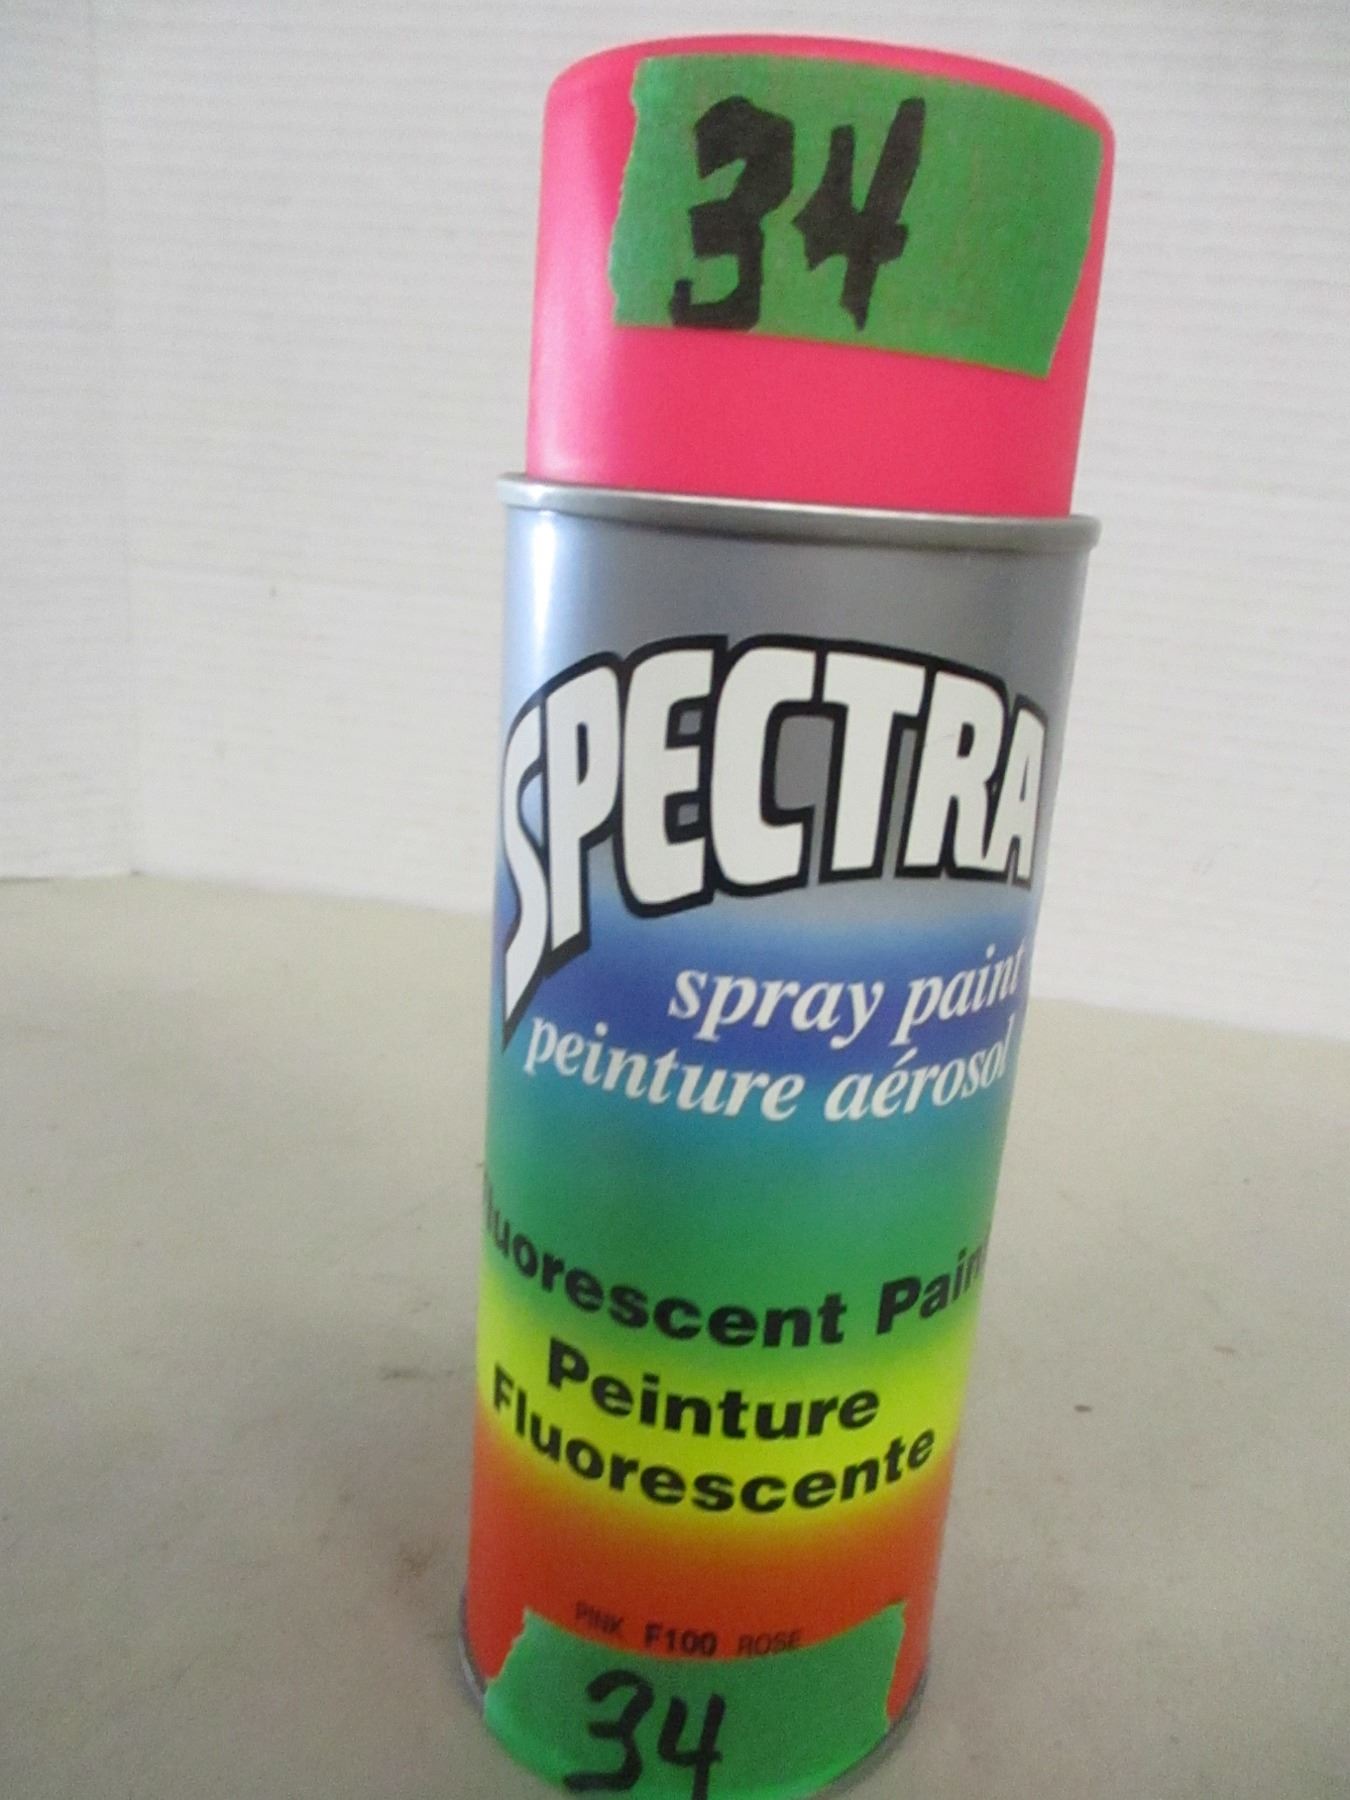 34
SPECTRA
spray paint
peinture aérosol
Fluorescent Paint
Peinture
Fluorescente
PINK F100 ROSE
34